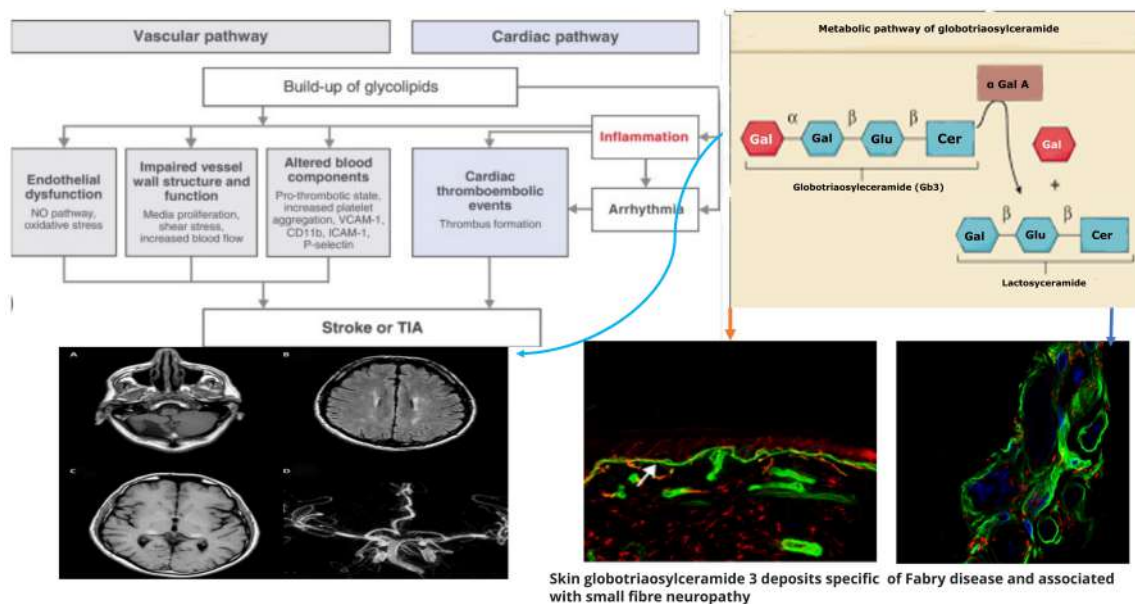 Vascular pathway
Cardiac pathway
Build-up of glycolipids
Inflammation
Endothelial
dysfunction
NO pathway,
oxidative stress
Impaired vessel
wall structure and
function
Media proliferation,
shear stress,
increased blood flow
Altered blood
components
Pro-thrombotic state,
increased platelet
aggregation, VCAM-1,
CD11b, ICAM-1,
P-selectin
Cardiac
thromboembolic
events
Thrombus formation
Arrhythmia
Stroke or TIA
A
B
C
D
Metabolic pathway of globotriaosylceramide
α Gal A
α
β
β
Gal
Gal
Glu
Cer
Gal
Globotriaosyleceramide (Gb3)
+
β
β
Gal
Glu
Cer
Lactosyceramide
Skin globotriaosylceramide 3 deposits specific of Fabry disease and associated
with small fibre neuropathy